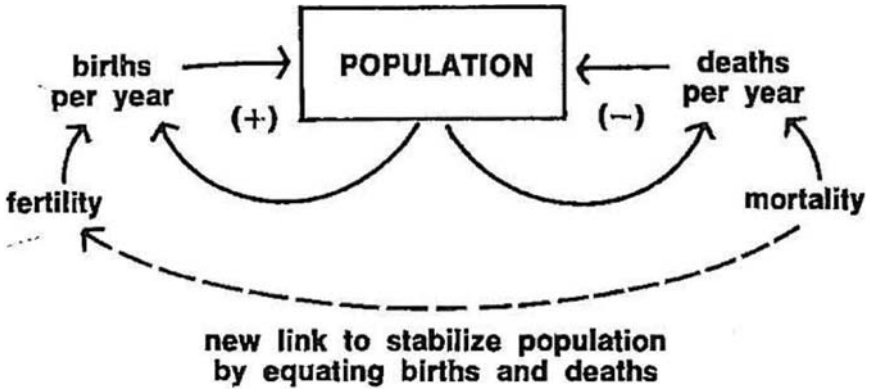 births
per year
POPULATION
deaths
per year
(+)
(−)
fertility
mortality
new link to stabilize population
by equating births and deaths